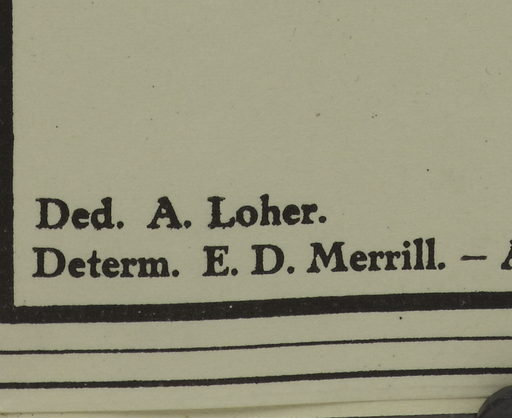 Ded. A. Loher.
Determ. E. D. Merrill. –